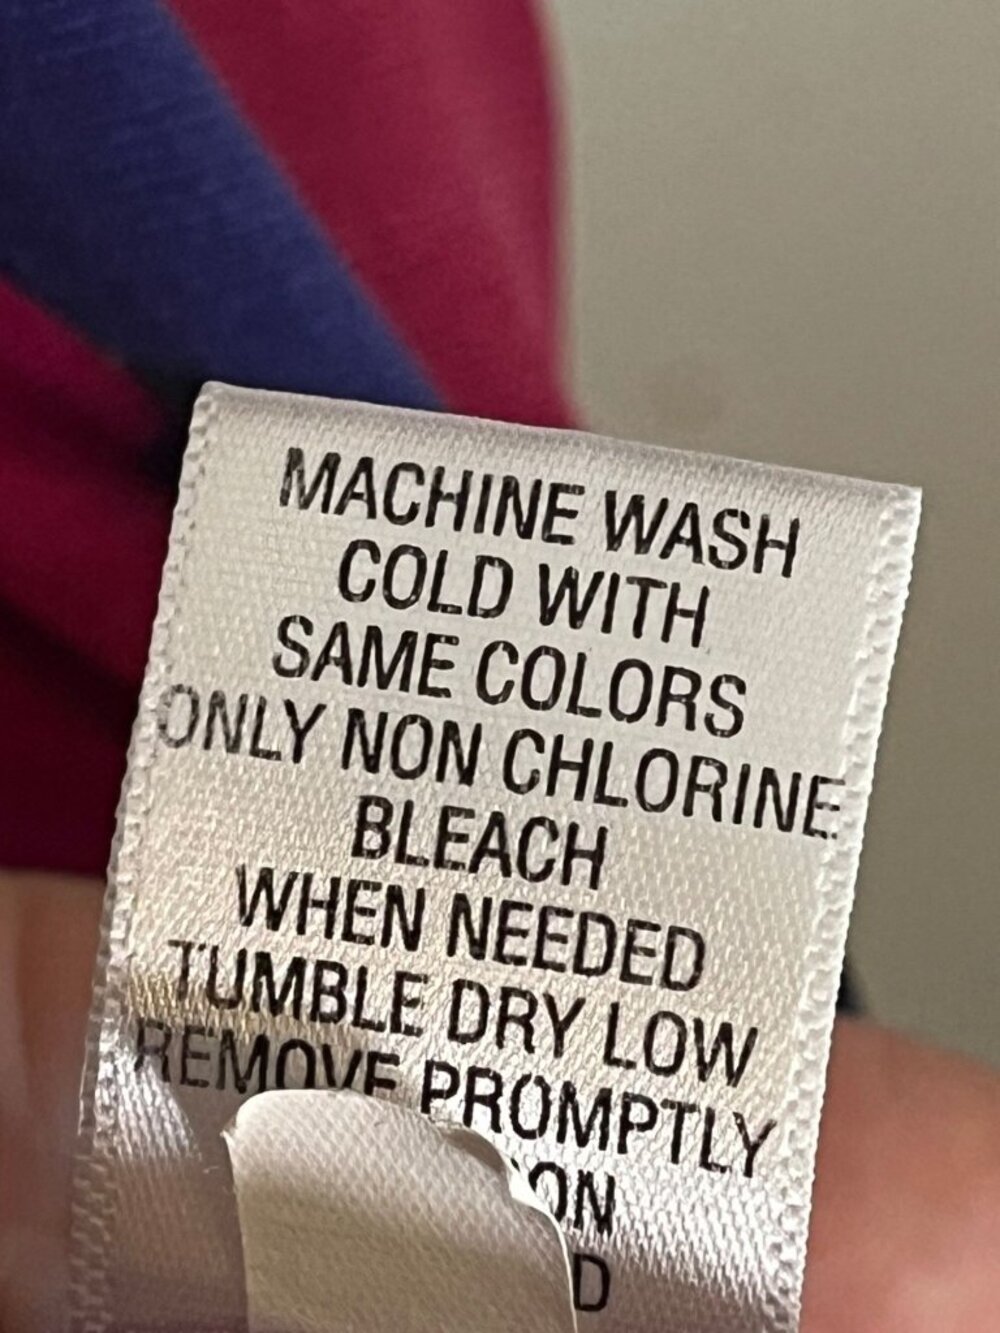 MACHINE WASH
COLD WITH
SAME COLORS
ONLY NON CHLORINE
BLEACH
WHEN NEEDED
TUMBLE DRY LOW
REMOVE PROMPTLY